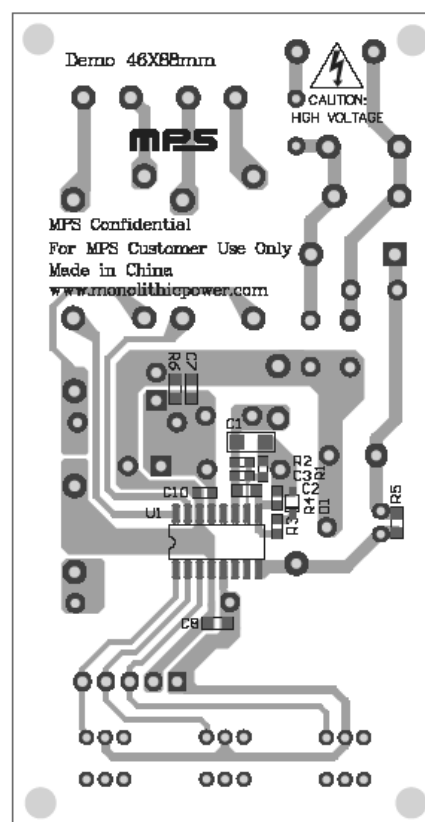 Demo 46X88mm
CAUTION:
HIGH VOLTAGE
MPS
MPS Confidential
For MPS Customer Use Only
Made in China
www.monolithicpower.com
R6
C7
C1
R2
C3
R1
C10
C2
R4
D1
R3
R5
U1
C8